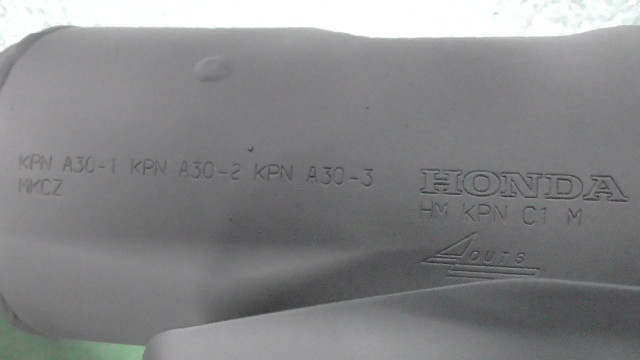 KPN A30-1 KPN A30-2 KPN A30-3
MMCZ
HONDA
HM KPN C1 M